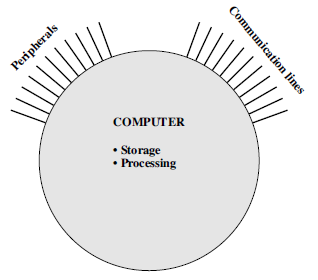 Peripherals
Communication lines
COMPUTER
• Storage
• Processing